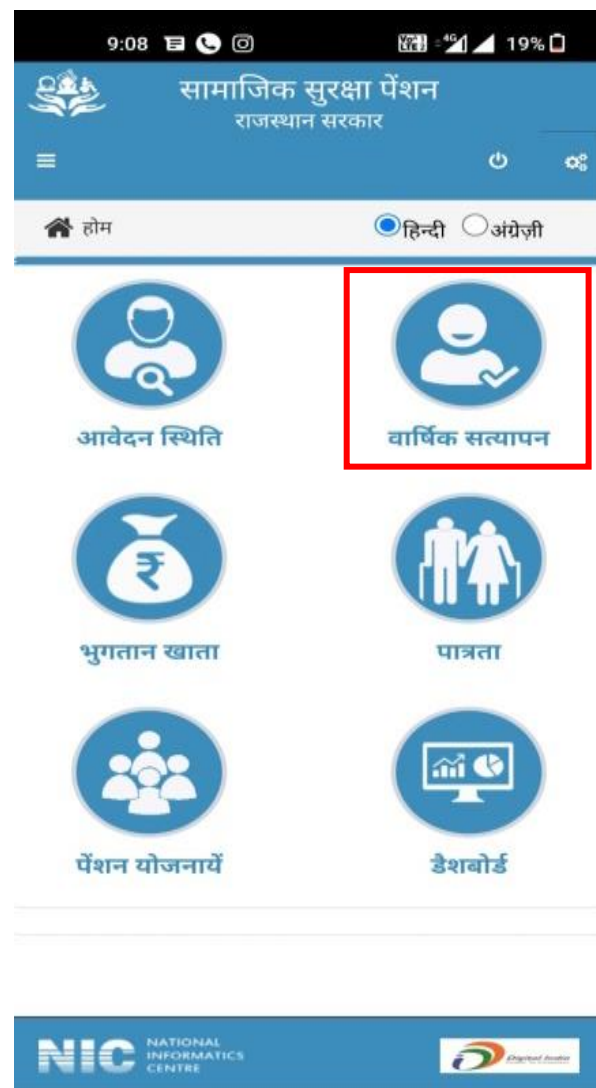 9:08 4G 19%
सामाजिक सुरक्षा पेंशन
राजस्थान सरकार
होम हिन्दी अंग्रेज़ी
आवेदन स्थिति वार्षिक सत्यापन
भुगतान खाता पात्रता
पेंशन योजनायें डैशबोर्ड
NIC NATIONAL
INFORMATICS
CENTRE
Digital India